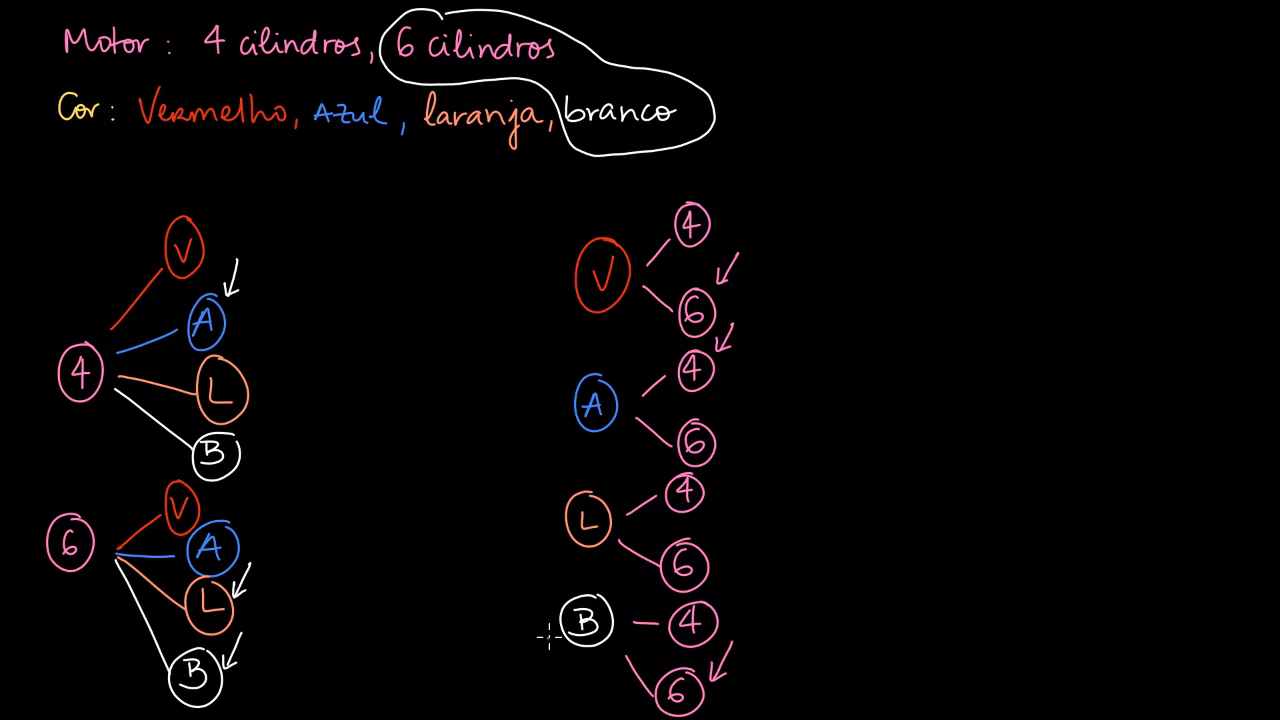 Motor : 4 cilindros, 6 cilindros
Cor : Vermelho, Azul, laranja, branco
V
A
4
L
B
V
6
A
L
B
4
V
6
4
A
6
4
L
6
B
4
6